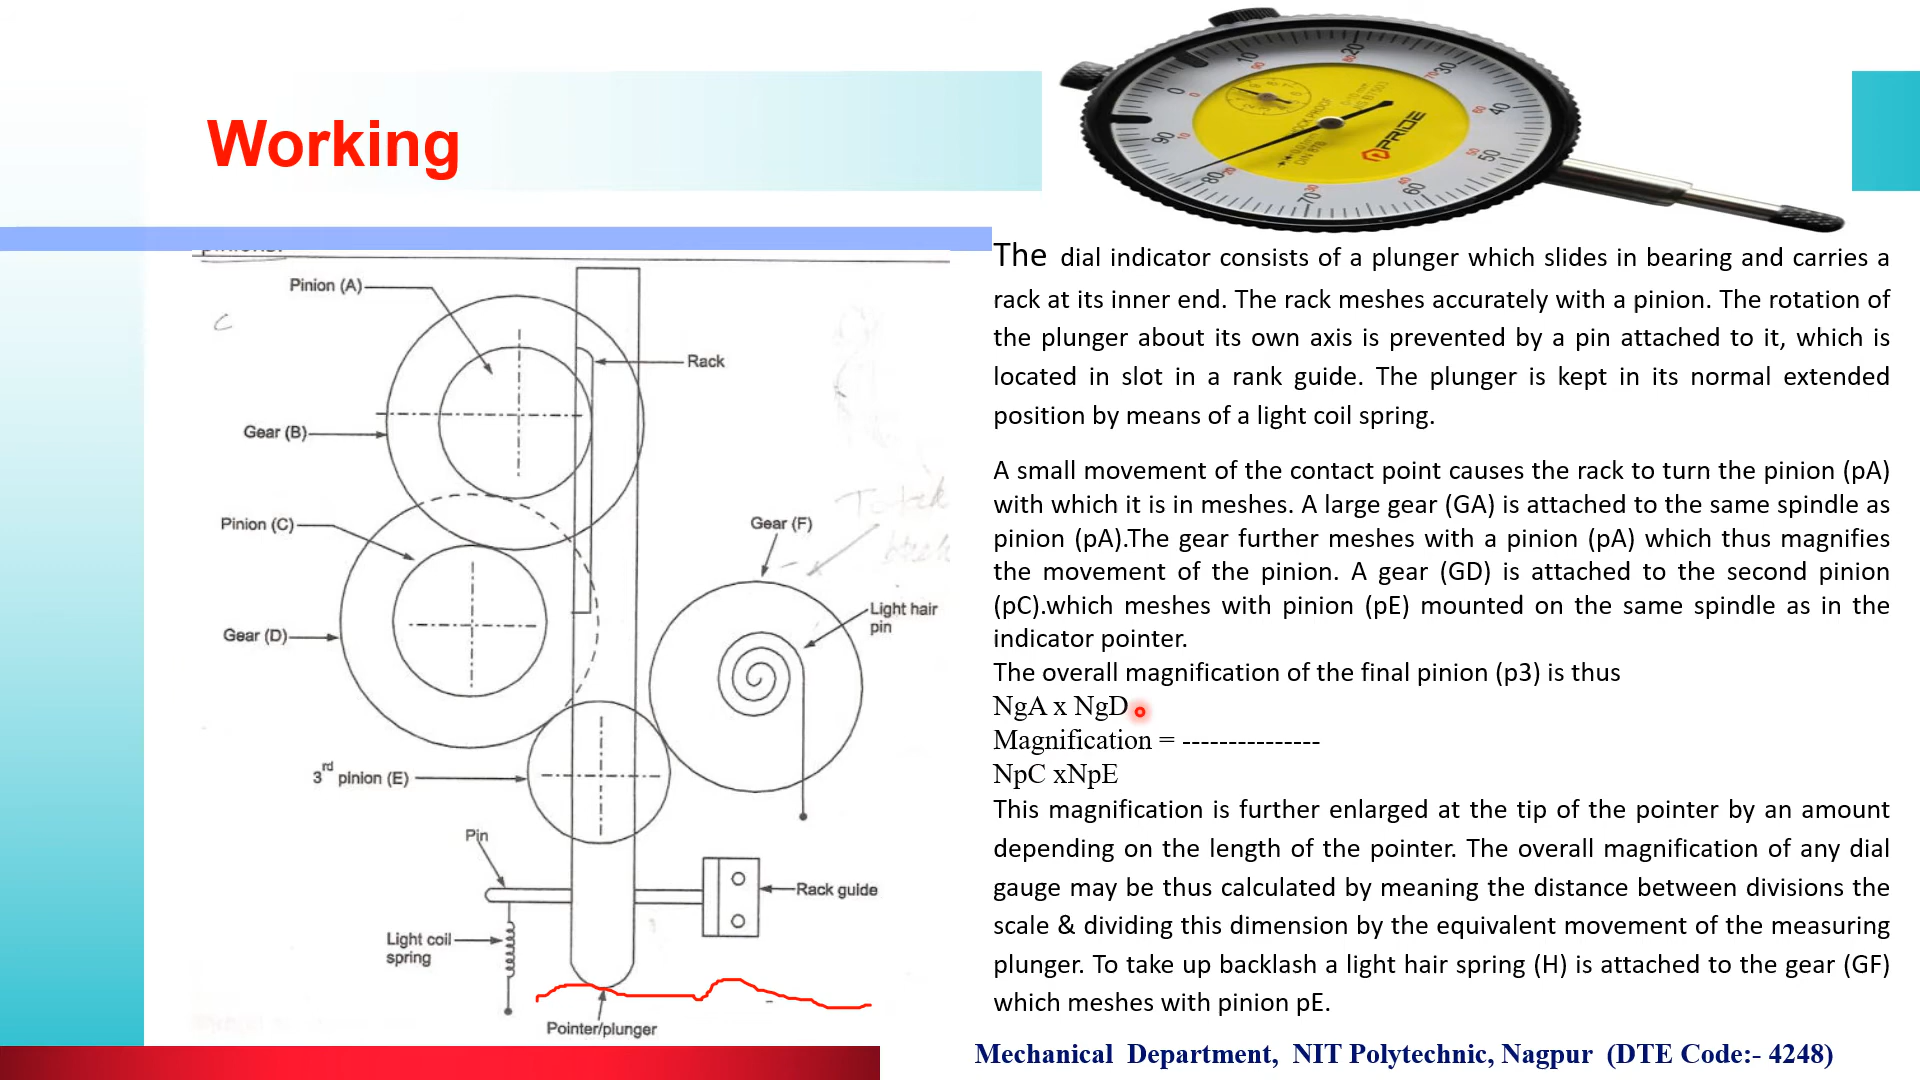 Working
The dial indicator consists of a plunger which slides in bearing and carries a
rack at its inner end. The rack meshes accurately with a pinion. The rotation of
the plunger about its own axis is prevented by a pin attached to it, which is
located in slot in a rank guide. The plunger is kept in its normal extended
position by means of a light coil spring.
A small movement of the contact point causes the rack to turn the pinion (pA)
with which it is in meshes. A large gear (GA) is attached to the same spindle as
pinion (pA).The gear further meshes with a pinion (pA) which thus magnifies
the movement of the pinion. A gear (GD) is attached to the second pinion
(pC).which meshes with pinion (pE) mounted on the same spindle as in the
indicator pointer.
The overall magnification of the final pinion (p3) is thus
NgA x NgD
Magnification = ---------------
NpC xNpE
This magnification is further enlarged at the tip of the pointer by an amount
depending on the length of the pointer. The overall magnification of any dial
gauge may be thus calculated by meaning the distance between divisions the
scale & dividing this dimension by the equivalent movement of the measuring
plunger. To take up backlash a light hair spring (H) is attached to the gear (GF)
which meshes with pinion pE.
Pinion (A)
Rack
Gear (B)
Pinion (C)
Gear (F)
Light hair
pin
Gear (D)
3rd pinion (E)
Pin
Rack guide
Light coil
spring
Pointer/plunger
0
10
20
30
40
50
60
70
80
90
PRIDE
DIN 878
Mechanical Department, NIT Polytechnic, Nagpur (DTE Code:- 4248)